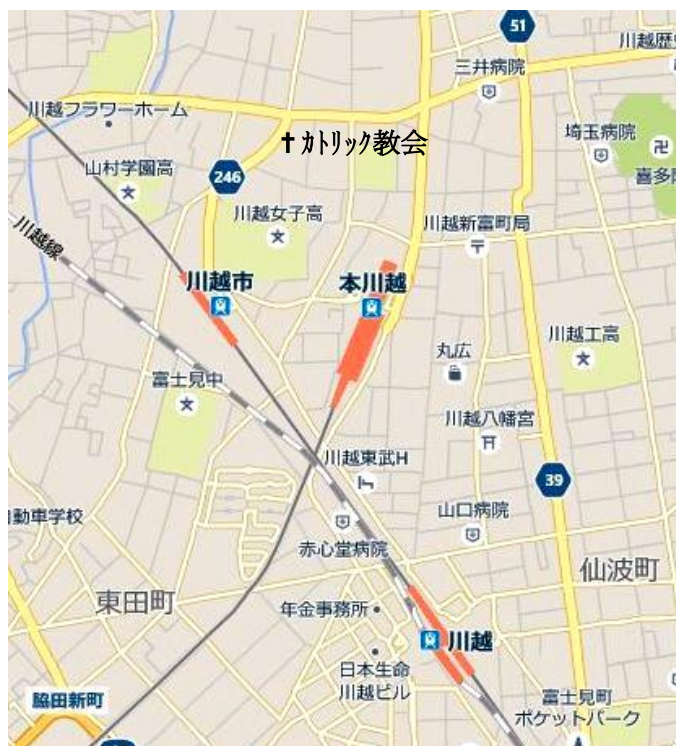 51
川越歴史
三井病院
川越フラワーホーム
✝カトリック教会
埼玉病院
山村学園高
246
喜多院
川越女子高
川越新富町局
川越線
川越市
本川越
川越工高
丸広
富士見中
川越八幡宮
川越東武H
39
山口病院
動車学校
赤心堂病院
仙波町
東田町
年金事務所
川越
日本生命
川越ビル
脇田新町
富士見町
ポケットパーク